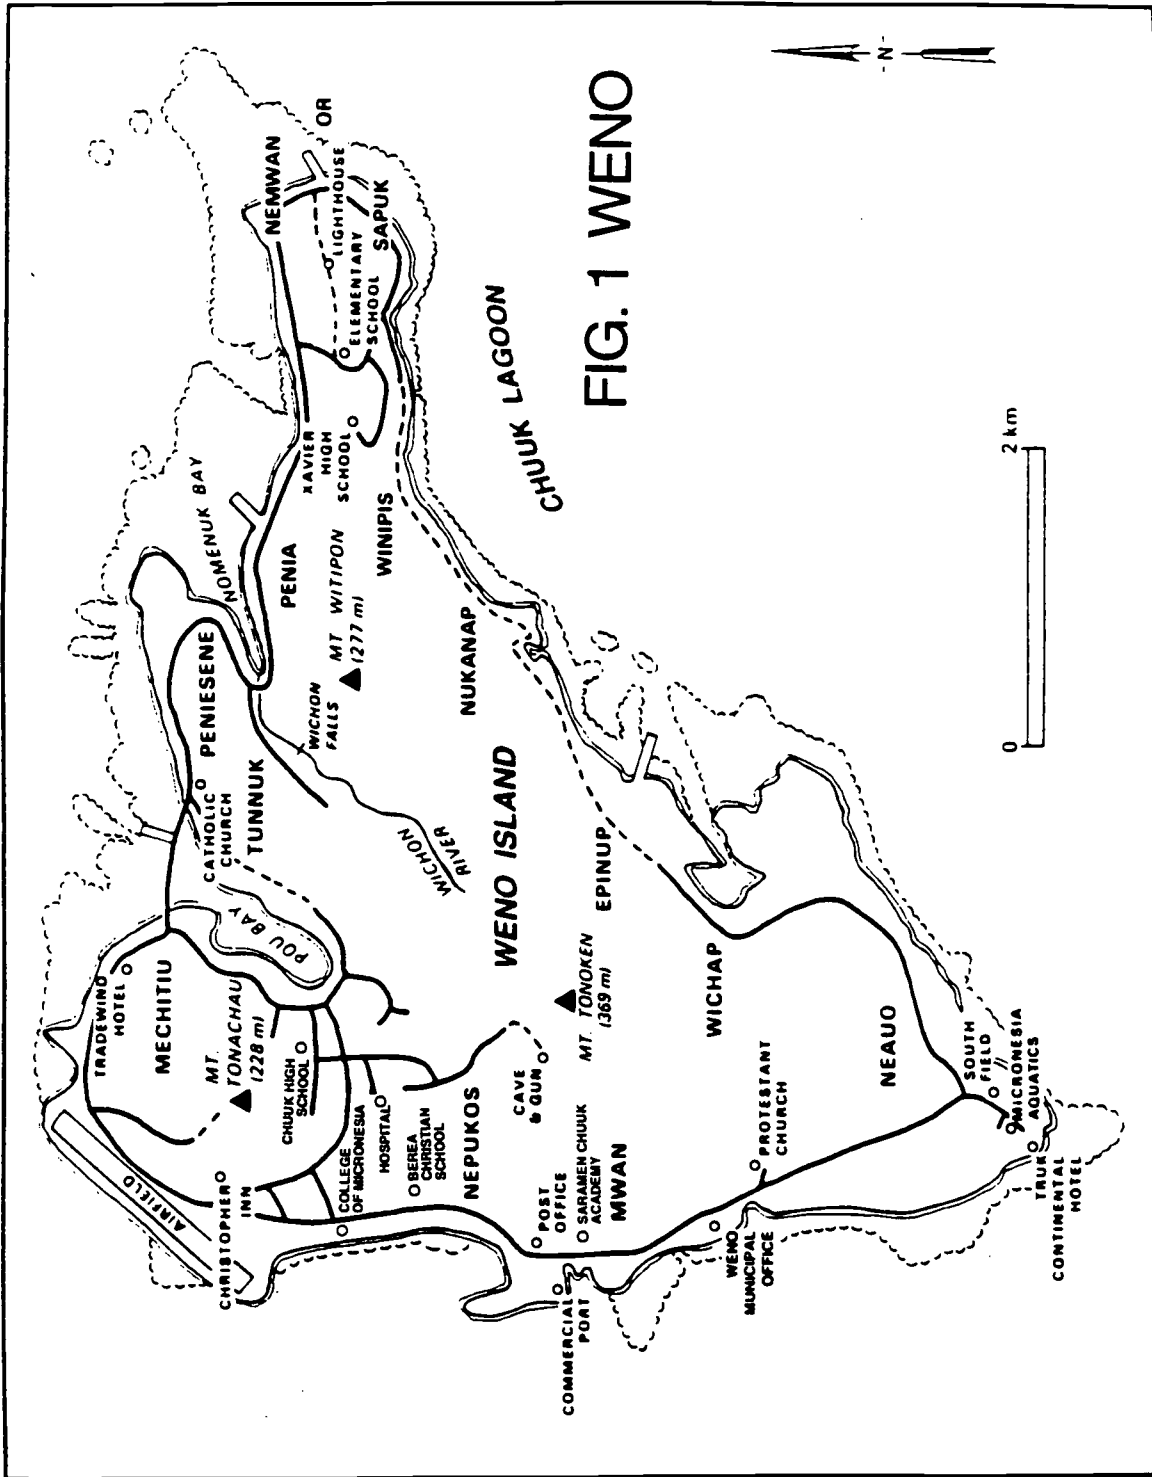 AIRFIELD
CHRISTOPHER
INN
TRADEWIND
HOTEL
MECHITIU
MT.
TONACHAU
(228 m)
CHUUK HIGH
SCHOOL
COLLEGE
OF MICRONESIA
HOSPITAL
BEREA
CHRISTIAN
SCHOOL
NEPUKOS
POU BAY
CATHOLIC
CHURCH
PENIESENE
TUNNUK
WICHON
FALLS
WICHON
RIVER
NOMENUK BAY
PENIA
MT WITIPON
(277 m)
XAVIER
HIGH
SCHOOL
WINIPIS
NEMWAN
OR
LIGHTHOUSE
ELEMENTARY
SCHOOL
SAPUK
NUKANAP
WENO ISLAND
CHUUK LAGOON
CAVE
& GUN
POST
OFFICE
SARAMEN CHUUK
ACADEMY
MWAN
COMMERCIAL
PORT
MT. TONOKEN
(369 m)
EPINUP
WICHAP
PROTESTANT
CHURCH
WENO
MUNICIPAL
OFFICE
NEAUO
SOUTH
FIELD
MICRONESIA
AQUATICS
TRUK
CONTINENTAL
HOTEL
0
2 km
-N-
FIG. 1 WENO